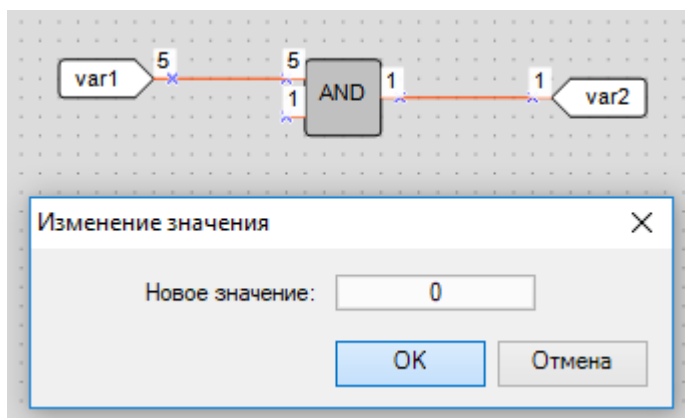 var1
5
5
1
AND
1
1
var2
Изменение значения
Новое значение:
0
OK
Отмена